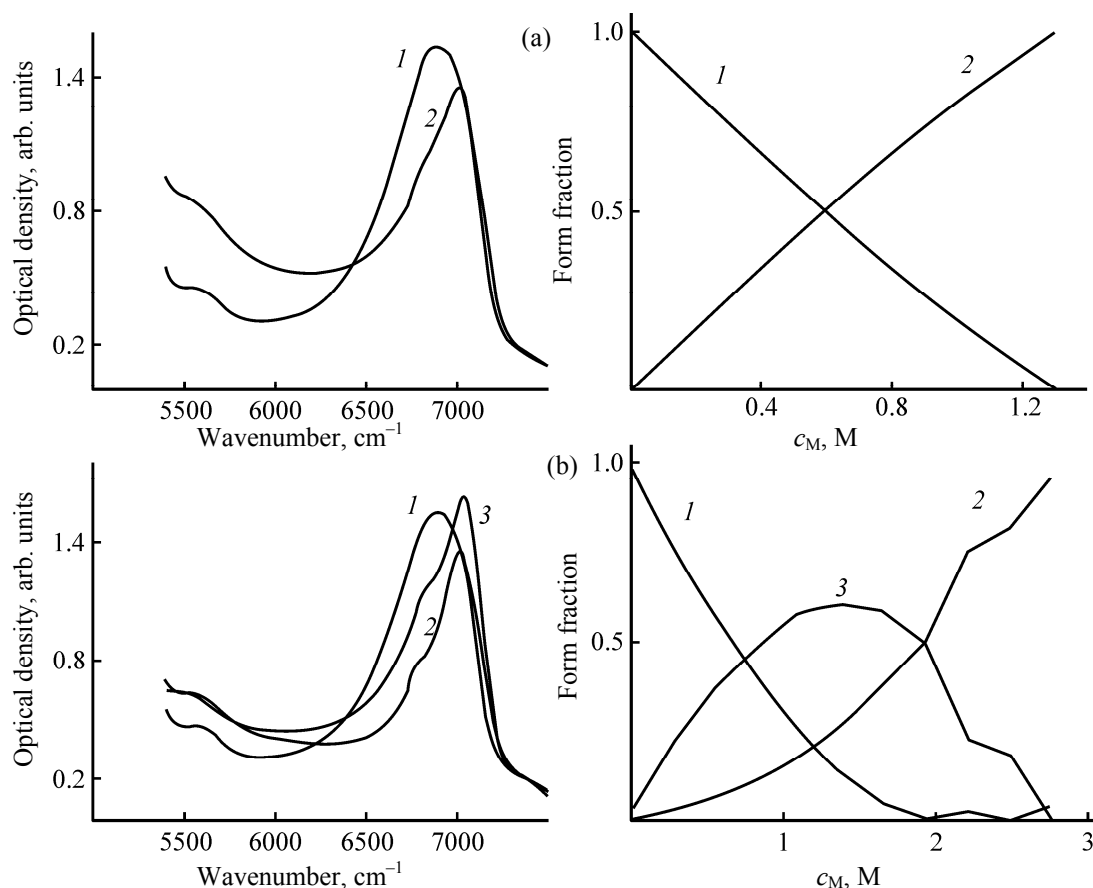 (a)
Optical density, arb. units
1.4
0.8
0.2
1
2
5500 6000 6500 7000
Wavenumber, cm⁻¹
Form fraction
1.0
0.5
1
2
0.4 0.8 1.2
cM, M
(b)
Optical density, arb. units
1.4
0.8
0.2
1
3
2
5500 6000 6500 7000
Wavenumber, cm⁻¹
Form fraction
1.0
0.5
1
2
3
1 2 3
cM, M